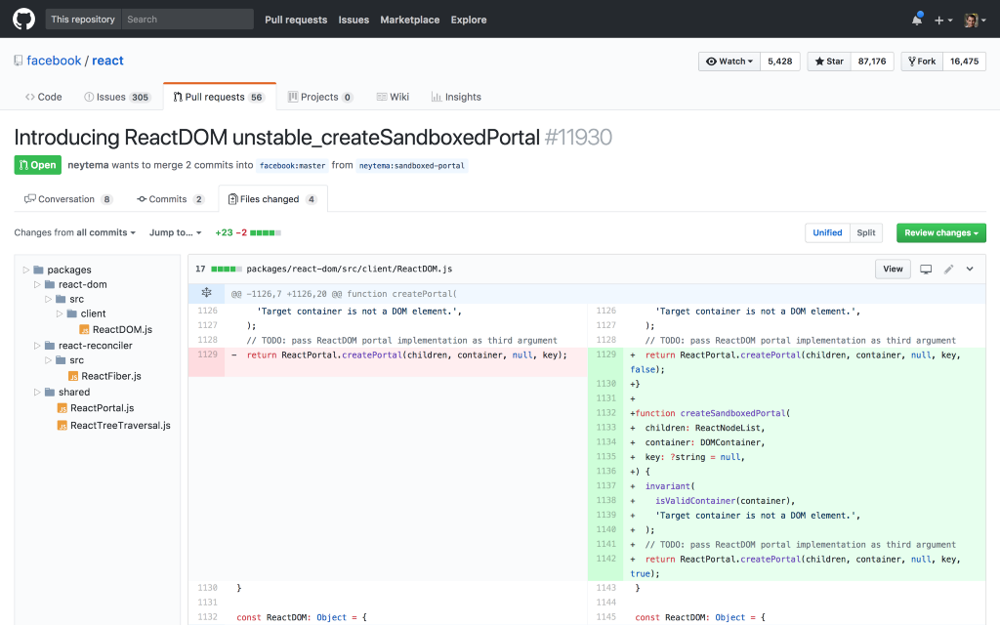 This repository Search Pull requests Issues Marketplace Explore
facebook / react Watch 5,428 Star 87,176 Fork 16,475
Code Issues 305 Pull requests 56 Projects 0 Wiki Insights
Introducing ReactDOM unstable_createSandboxedPortal #11930
Open neytema wants to merge 2 commits into facebook:master from neytema:sandboxed-portal
Conversation 8 Commits 2 Files changed 4
Changes from all commits Jump to... +23 −2 Unified Split Review changes
packages
react-dom
src
client
JS ReactDOM.js
react-reconciler
src
JS ReactFiber.js
shared
JS ReactPortal.js
JS ReactTreeTraversal.js
17 packages/react-dom/src/client/ReactDOM.js View
@@ -1126,7 +1126,20 @@ function createPortal(
1126 'Target container is not a DOM element.',
1127 );
1128 // TODO: pass ReactDOM portal implementation as third argument
1129 - return ReactPortal.createPortal(children, container, null, key);
1130 }
1131
1132 const ReactDOM: Object = {
1126 'Target container is not a DOM element.',
1127 );
1128 // TODO: pass ReactDOM portal implementation as third argument
1129 + return ReactPortal.createPortal(children, container, null, key,
false);
1130 +}
1131 +
1132 +function createSandboxedPortal(
1133 + children: ReactNodeList,
1134 + container: DOMContainer,
1135 + key: ?string = null,
1136 +) {
1137 + invariant(
1138 + isValidContainer(container),
1139 + 'Target container is not a DOM element.',
1140 + );
1141 + // TODO: pass ReactDOM portal implementation as third argument
1142 + return ReactPortal.createPortal(children, container, null, key,
true);
1143 }
1144
1145 const ReactDOM: Object = {